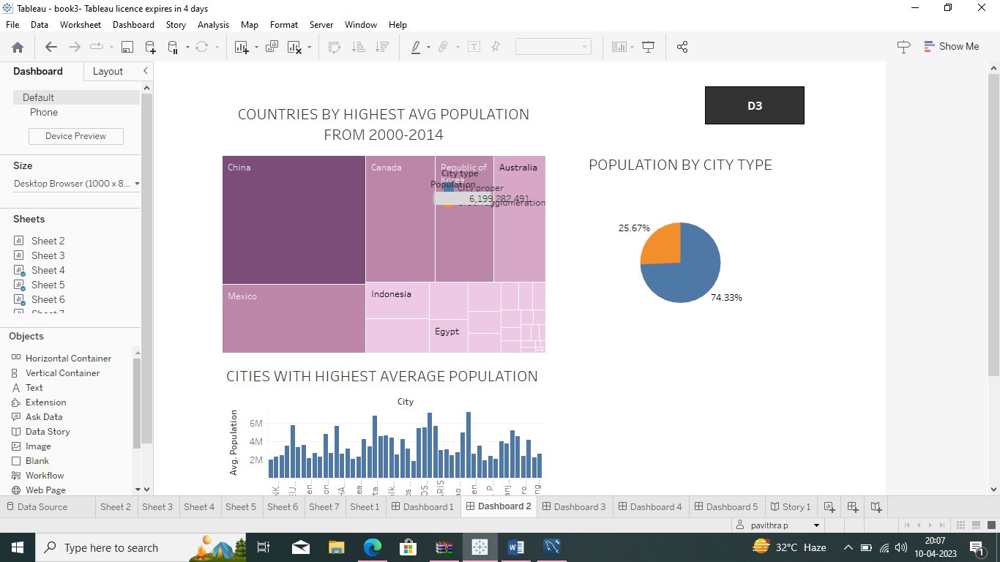 Tableau - book3- Tableau licence expires in 4 days
File Data Worksheet Dashboard Story Analysis Map Format Server Window Help
Show Me
Dashboard Layout
Default
Phone
Device Preview
Size
Desktop Browser (1000 x 8...
Sheets
Sheet 2
Sheet 3
Sheet 4
Sheet 5
Sheet 6
Objects
Horizontal Container
Vertical Container
Text
Extension
Ask Data
Data Story
Image
Blank
Workflow
Web Page
D3
COUNTRIES BY HIGHEST AVG POPULATION
FROM 2000-2014
China
Canada
Republic of
Korea
Australia
City type
Population
City proper
6,199,282,491
Mexico
Indonesia
Egypt
POPULATION BY CITY TYPE
25.67%
74.33%
CITIES WITH HIGHEST AVERAGE POPULATION
City
Avg. Population
6M
4M
2M
Data Source Sheet 2 Sheet 3 Sheet 4 Sheet 5 Sheet 6 Sheet 7 Sheet 1 Dashboard 1 Dashboard 2 Dashboard 3 Dashboard 4 Dashboard 5 Story 1
pavithra p
Type here to search
32°C Haze
20:07
10-04-2023
1